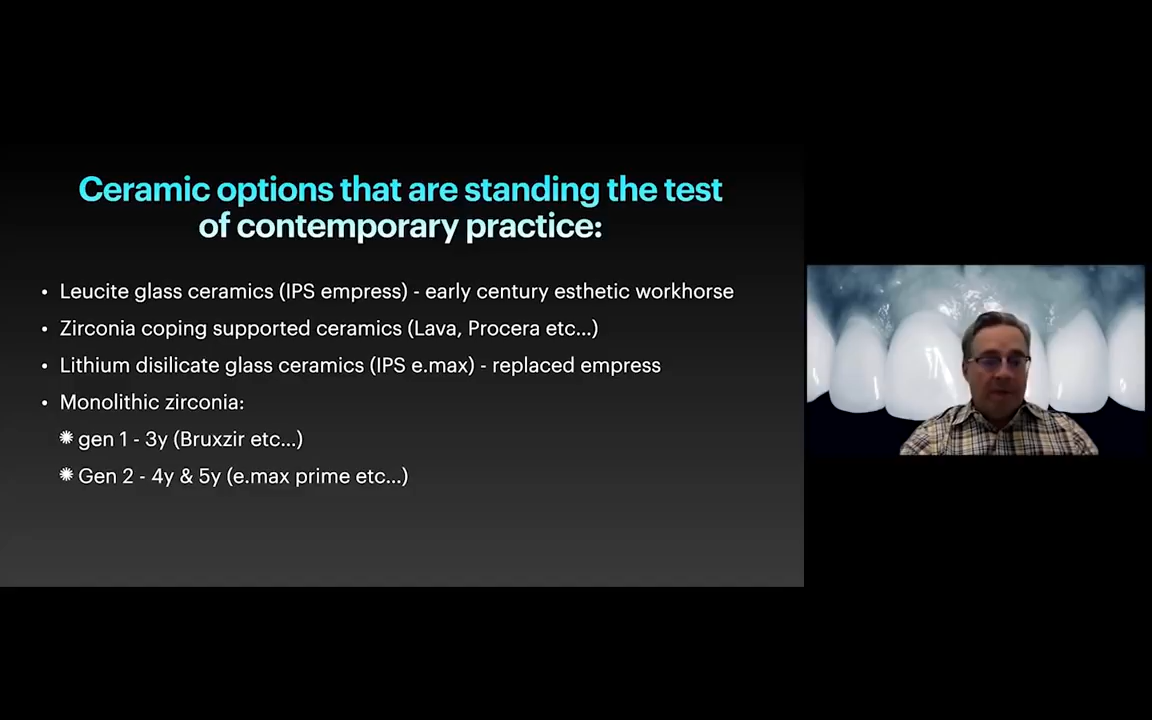 Ceramic options that are standing the test
of contemporary practice:
• Leucite glass ceramics (IPS empress) - early century esthetic workhorse
• Zirconia coping supported ceramics (Lava, Procera etc...)
• Lithium disilicate glass ceramics (IPS e.max) - replaced empress
• Monolithic zirconia:
✺ gen 1 - 3y (Bruxzir etc...)
✺ Gen 2 - 4y & 5y (e.max prime etc...)